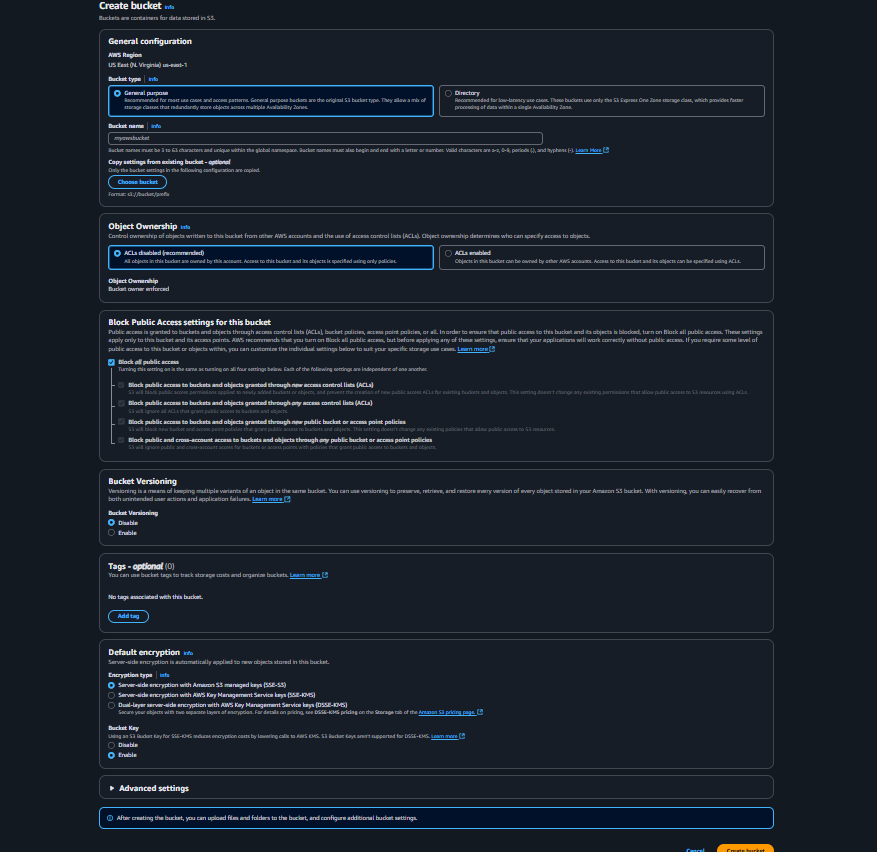 Create bucket Info
Buckets are containers for data stored in S3.
General configuration
AWS Region
US East (N. Virginia) us-east-1
Bucket type Info
General purpose
Recommended for most use cases and access patterns. General purpose buckets are the original S3 bucket type. They allow a mix of
storage classes that redundantly store objects across multiple Availability Zones.
Directory
Recommended for low-latency use cases. These buckets use only the S3 Express One Zone storage class, which provides faster
processing of data within a single Availability Zone.
Bucket name Info
myawsbucket
Bucket names must be 3 to 63 characters and unique within the global namespace. Bucket names must also begin and end with a letter or number. Valid characters are a-z, 0-9, periods (.), and hyphens (-). Learn More
Copy settings from existing bucket - optional
Only the bucket settings in the following configuration are copied.
Choose bucket
Format: s3://bucket/prefix
Object Ownership Info
Control ownership of objects written to this bucket from other AWS accounts and the use of access control lists (ACLs). Object ownership determines who can specify access to objects.
ACLs disabled (recommended)
All objects in this bucket are owned by this account. Access to this bucket and its objects is specified using only policies.
ACLs enabled
Objects in this bucket can be owned by other AWS accounts. Access to this bucket and its objects can be specified using ACLs.
Object Ownership
Bucket owner enforced
Block Public Access settings for this bucket
Public access is granted to buckets and objects through access control lists (ACLs), bucket policies, access point policies, or all. In order to ensure that public access to this bucket and its objects is blocked, turn on Block all public access. These settings
apply only to this bucket and its access points. AWS recommends that you turn on Block all public access, but before applying any of these settings, ensure that your applications will work correctly without public access. If you require some level of
public access to this bucket or objects within, you can customize the individual settings below to suit your specific storage use cases. Learn more
Block all public access
Turning this setting on is the same as turning on all four settings below. Each of the following settings are independent of one another.
Block public access to buckets and objects granted through new access control lists (ACLs)
S3 will block public access permissions applied to newly added buckets or objects, and prevent the creation of new public access ACLs for existing buckets and objects. This setting doesn't change any existing permissions that allow public access to S3 resources using ACLs.
Block public access to buckets and objects granted through any access control lists (ACLs)
S3 will ignore all ACLs that grant public access to buckets and objects.
Block public access to buckets and objects granted through new public bucket or access point policies
S3 will block new bucket and access point policies that grant public access to buckets and objects. This setting doesn't change any existing policies that allow public access to S3 resources.
Block public and cross-account access to buckets and objects through any public bucket or access point policies
S3 will ignore public and cross-account access for buckets or access points with policies that grant public access to buckets and objects.
Bucket Versioning
Versioning is a means of keeping multiple variants of an object in the same bucket. You can use versioning to preserve, retrieve, and restore every version of every object stored in your Amazon S3 bucket. With versioning, you can easily recover from
both unintended user actions and application failures. Learn more
Bucket Versioning
Disable
Enable
Tags - optional (0)
You can use bucket tags to track storage costs and organize buckets. Learn more
No tags associated with this bucket.
Add tag
Default encryption Info
Server-side encryption is automatically applied to new objects stored in this bucket.
Encryption type Info
Server-side encryption with Amazon S3 managed keys (SSE-S3)
Server-side encryption with AWS Key Management Service keys (SSE-KMS)
Dual-layer server-side encryption with AWS Key Management Service keys (DSSE-KMS)
Secure your objects with two separate layers of encryption. For details on pricing, see DSSE-KMS pricing on the Storage tab of the Amazon S3 pricing page.
Bucket Key
Using an S3 Bucket Key for SSE-KMS reduces encryption costs by lowering calls to AWS KMS. S3 Bucket Keys aren't supported for DSSE-KMS. Learn more
Disable
Enable
Advanced settings
After creating the bucket, you can upload files and folders to the bucket, and configure additional bucket settings.
Cancel
Create bucket